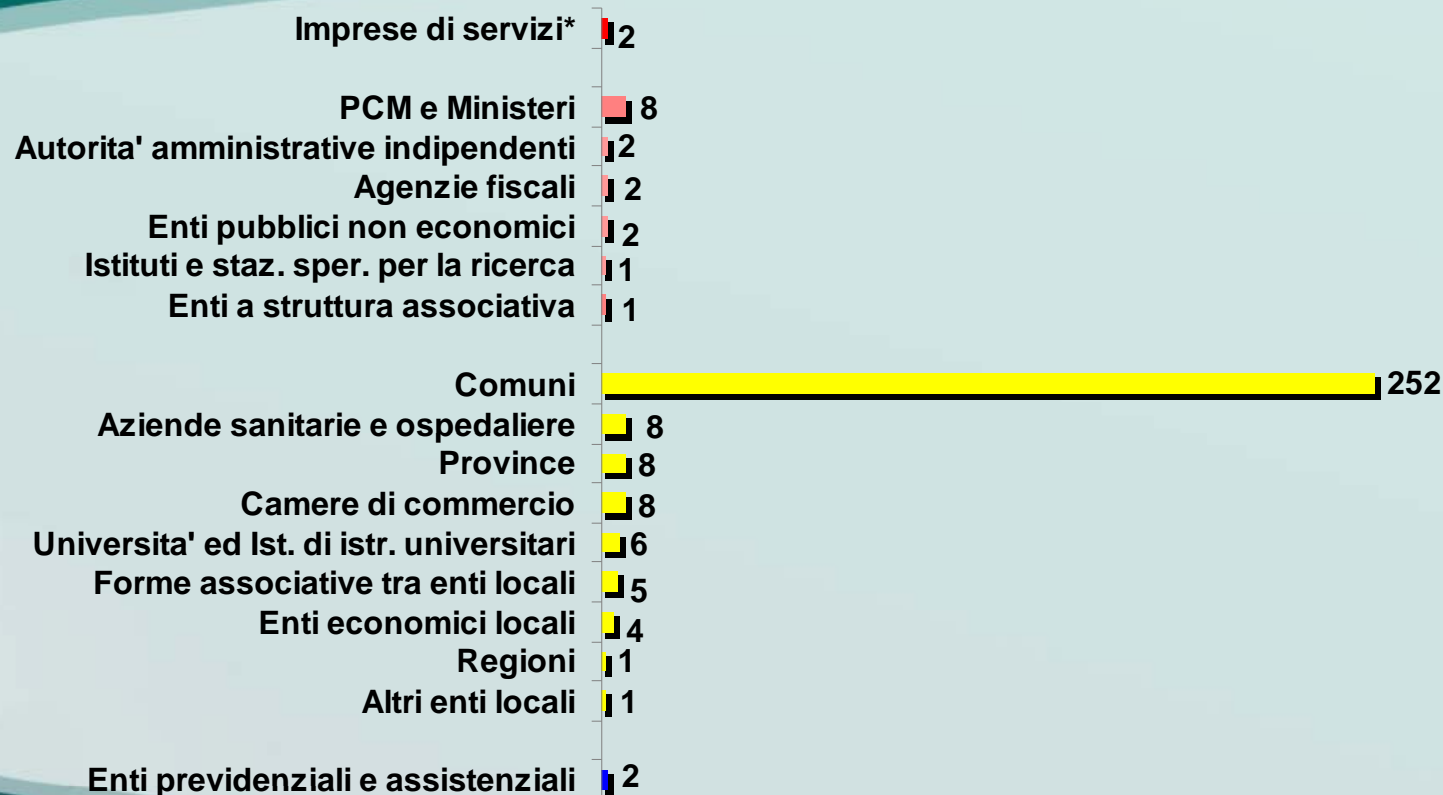 Imprese di servizi* 2
PCM e Ministeri 8
Autorita' amministrative indipendenti 2
Agenzie fiscali 2
Enti pubblici non economici 2
Istituti e staz. sper. per la ricerca 1
Enti a struttura associativa 1
Comuni 252
Aziende sanitarie e ospedaliere 8
Province 8
Camere di commercio 8
Universita' ed Ist. di istr. universitari 6
Forme associative tra enti locali 5
Enti economici locali 4
Regioni 1
Altri enti locali 1
Enti previdenziali e assistenziali 2